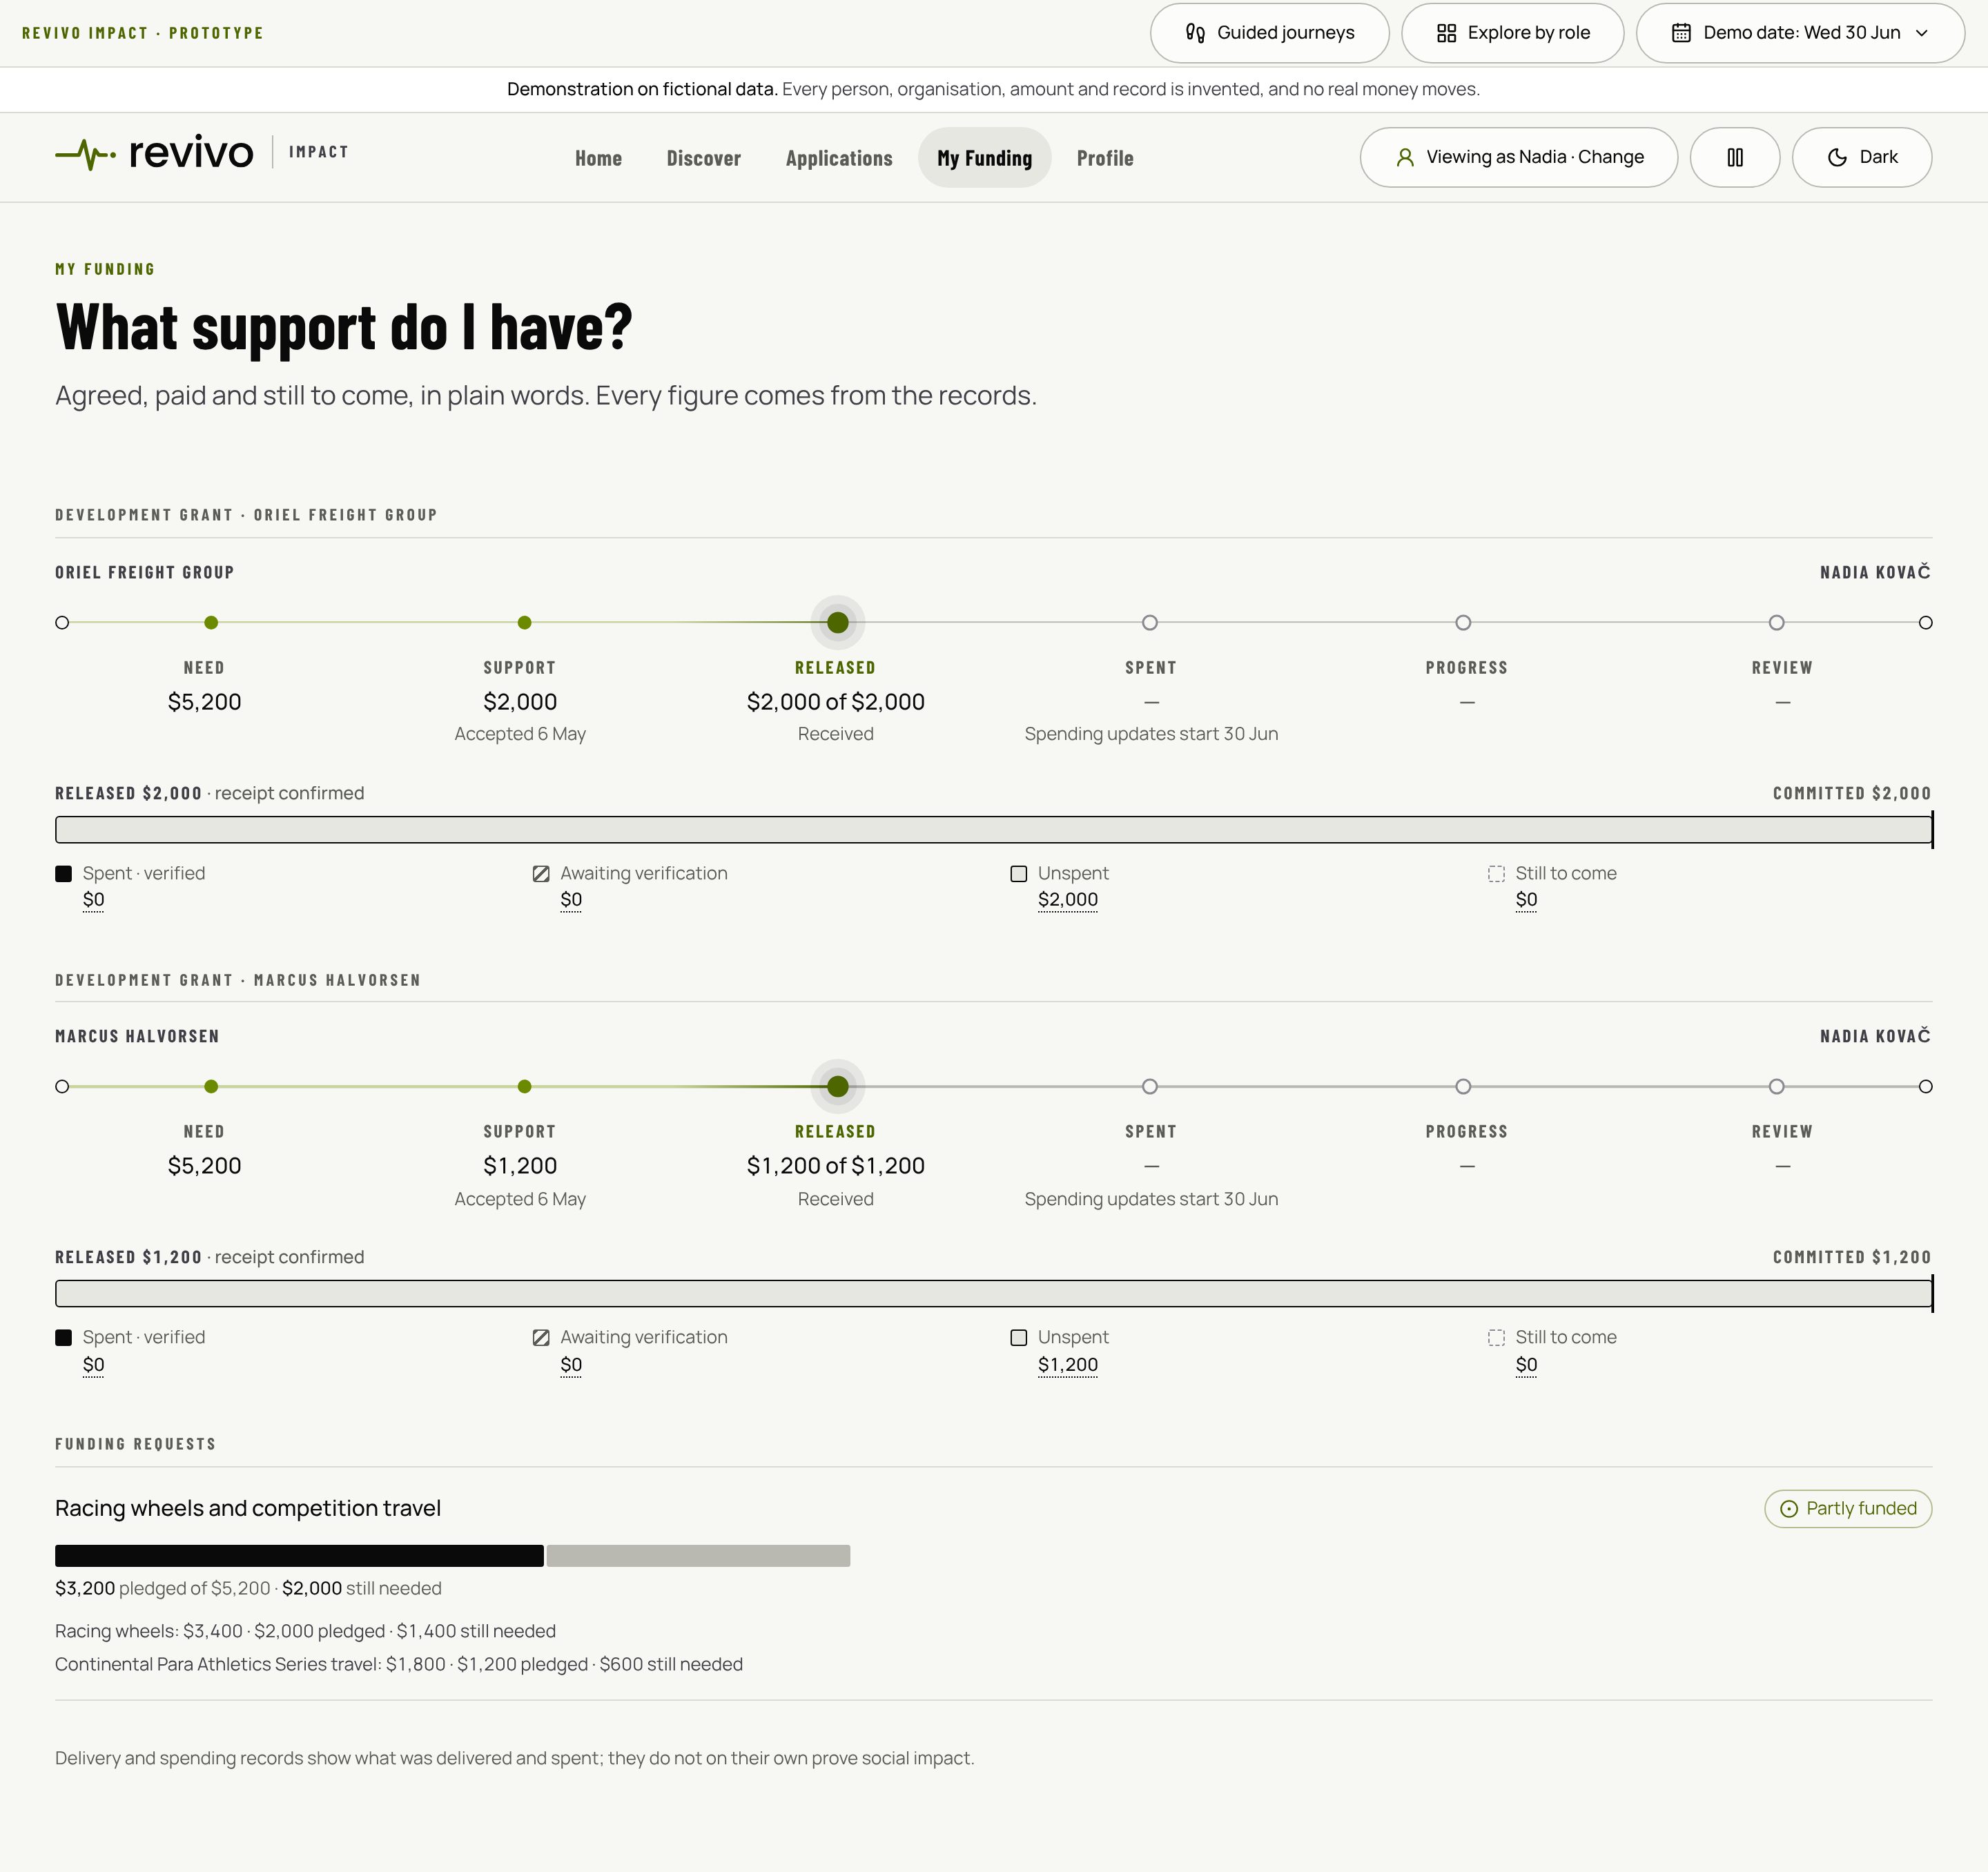 REVIVO IMPACT · PROTOTYPE
Guided journeys
Explore by role
Demo date: Wed 30 Jun
Demonstration on fictional data. Every person, organisation, amount and record is invented, and no real money moves.
revivo
IMPACT
Home
Discover
Applications
My Funding
Profile
Viewing as Nadia · Change
Dark
MY FUNDING
What support do I have?
Agreed, paid and still to come, in plain words. Every figure comes from the records.
DEVELOPMENT GRANT · ORIEL FREIGHT GROUP
ORIEL FREIGHT GROUP
NADIA KOVAČ
NEED
SUPPORT
RELEASED
SPENT
PROGRESS
REVIEW
$5,200
$2,000
$2,000 of $2,000
—
—
—
Accepted 6 May
Received
Spending updates start 30 Jun
RELEASED $2,000 · receipt confirmed
COMMITTED $2,000
Spent · verified
Awaiting verification
Unspent
Still to come
$0
$0
$2,000
$0
DEVELOPMENT GRANT · MARCUS HALVORSEN
MARCUS HALVORSEN
NADIA KOVAČ
NEED
SUPPORT
RELEASED
SPENT
PROGRESS
REVIEW
$5,200
$1,200
$1,200 of $1,200
—
—
—
Accepted 6 May
Received
Spending updates start 30 Jun
RELEASED $1,200 · receipt confirmed
COMMITTED $1,200
Spent · verified
Awaiting verification
Unspent
Still to come
$0
$0
$1,200
$0
FUNDING REQUESTS
Racing wheels and competition travel
Partly funded
$3,200 pledged of $5,200 · $2,000 still needed
Racing wheels: $3,400 · $2,000 pledged · $1,400 still needed
Continental Para Athletics Series travel: $1,800 · $1,200 pledged · $600 still needed
Delivery and spending records show what was delivered and spent; they do not on their own prove social impact.